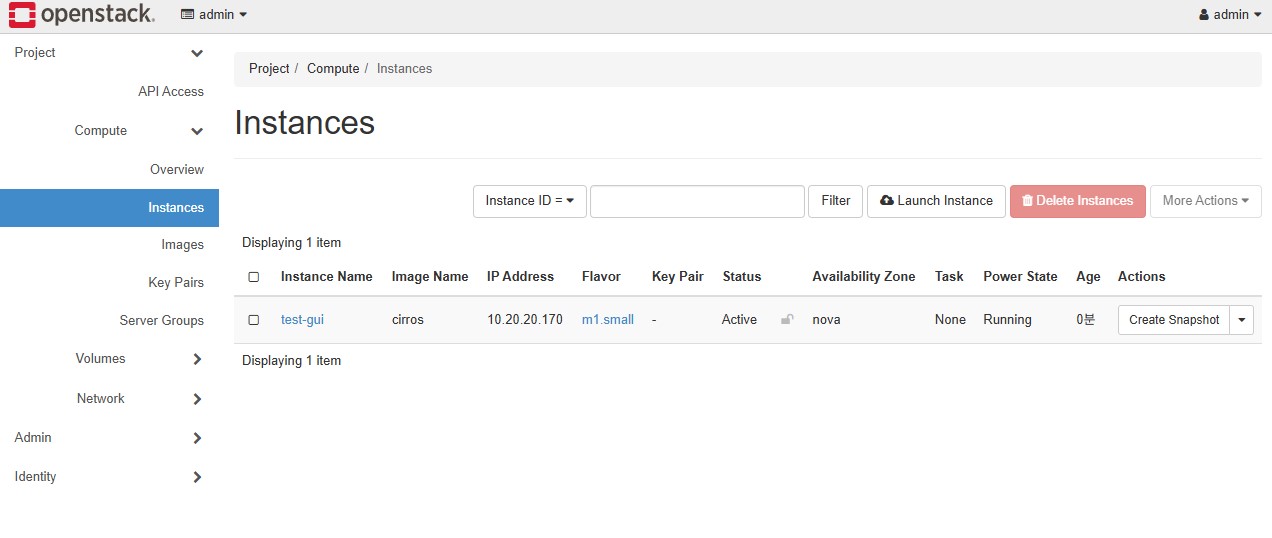 openstack. admin admin
Project
API Access
Compute
Overview
Instances
Images
Key Pairs
Server Groups
Volumes
Network
Admin
Identity
Project / Compute / Instances
Instances
Instance ID = Filter Launch Instance Delete Instances More Actions
Displaying 1 item
Instance Name Image Name IP Address Flavor Key Pair Status Availability Zone Task Power State Age Actions
test-gui cirros 10.20.20.170 m1.small - Active nova None Running 0분 Create Snapshot
Displaying 1 item